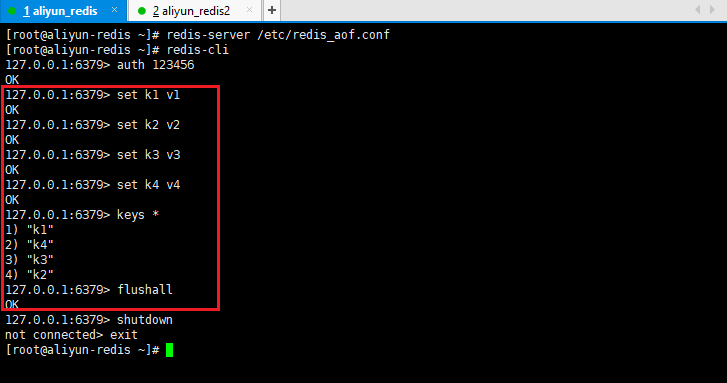 1 aliyun_redis × 2 aliyun_redis2 × +
[root@aliyun-redis ~]# redis-server /etc/redis_aof.conf
[root@aliyun-redis ~]# redis-cli
127.0.0.1:6379> auth 123456
OK
127.0.0.1:6379> set k1 v1
OK
127.0.0.1:6379> set k2 v2
OK
127.0.0.1:6379> set k3 v3
OK
127.0.0.1:6379> set k4 v4
OK
127.0.0.1:6379> keys *
1) "k1"
2) "k4"
3) "k3"
4) "k2"
127.0.0.1:6379> flushall
OK
127.0.0.1:6379> shutdown
not connected> exit
[root@aliyun-redis ~]#